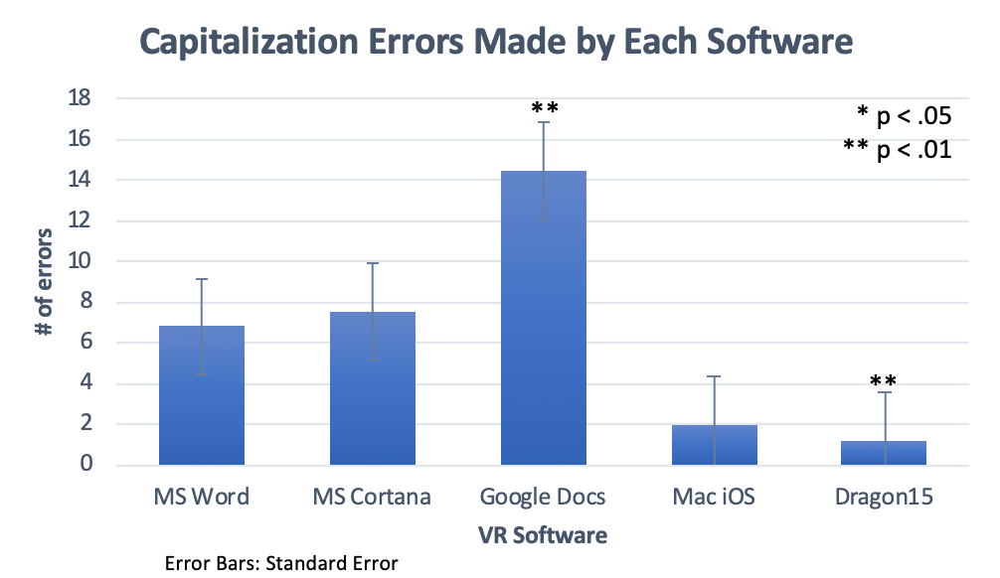 Capitalization Errors Made by Each Software
18
16
14
12
10
8
6
4
2
0
# of errors
**
* p < .05
** p < .01
**
MS Word
MS Cortana
Google Docs
Mac iOS
Dragon15
VR Software
Error Bars: Standard Error